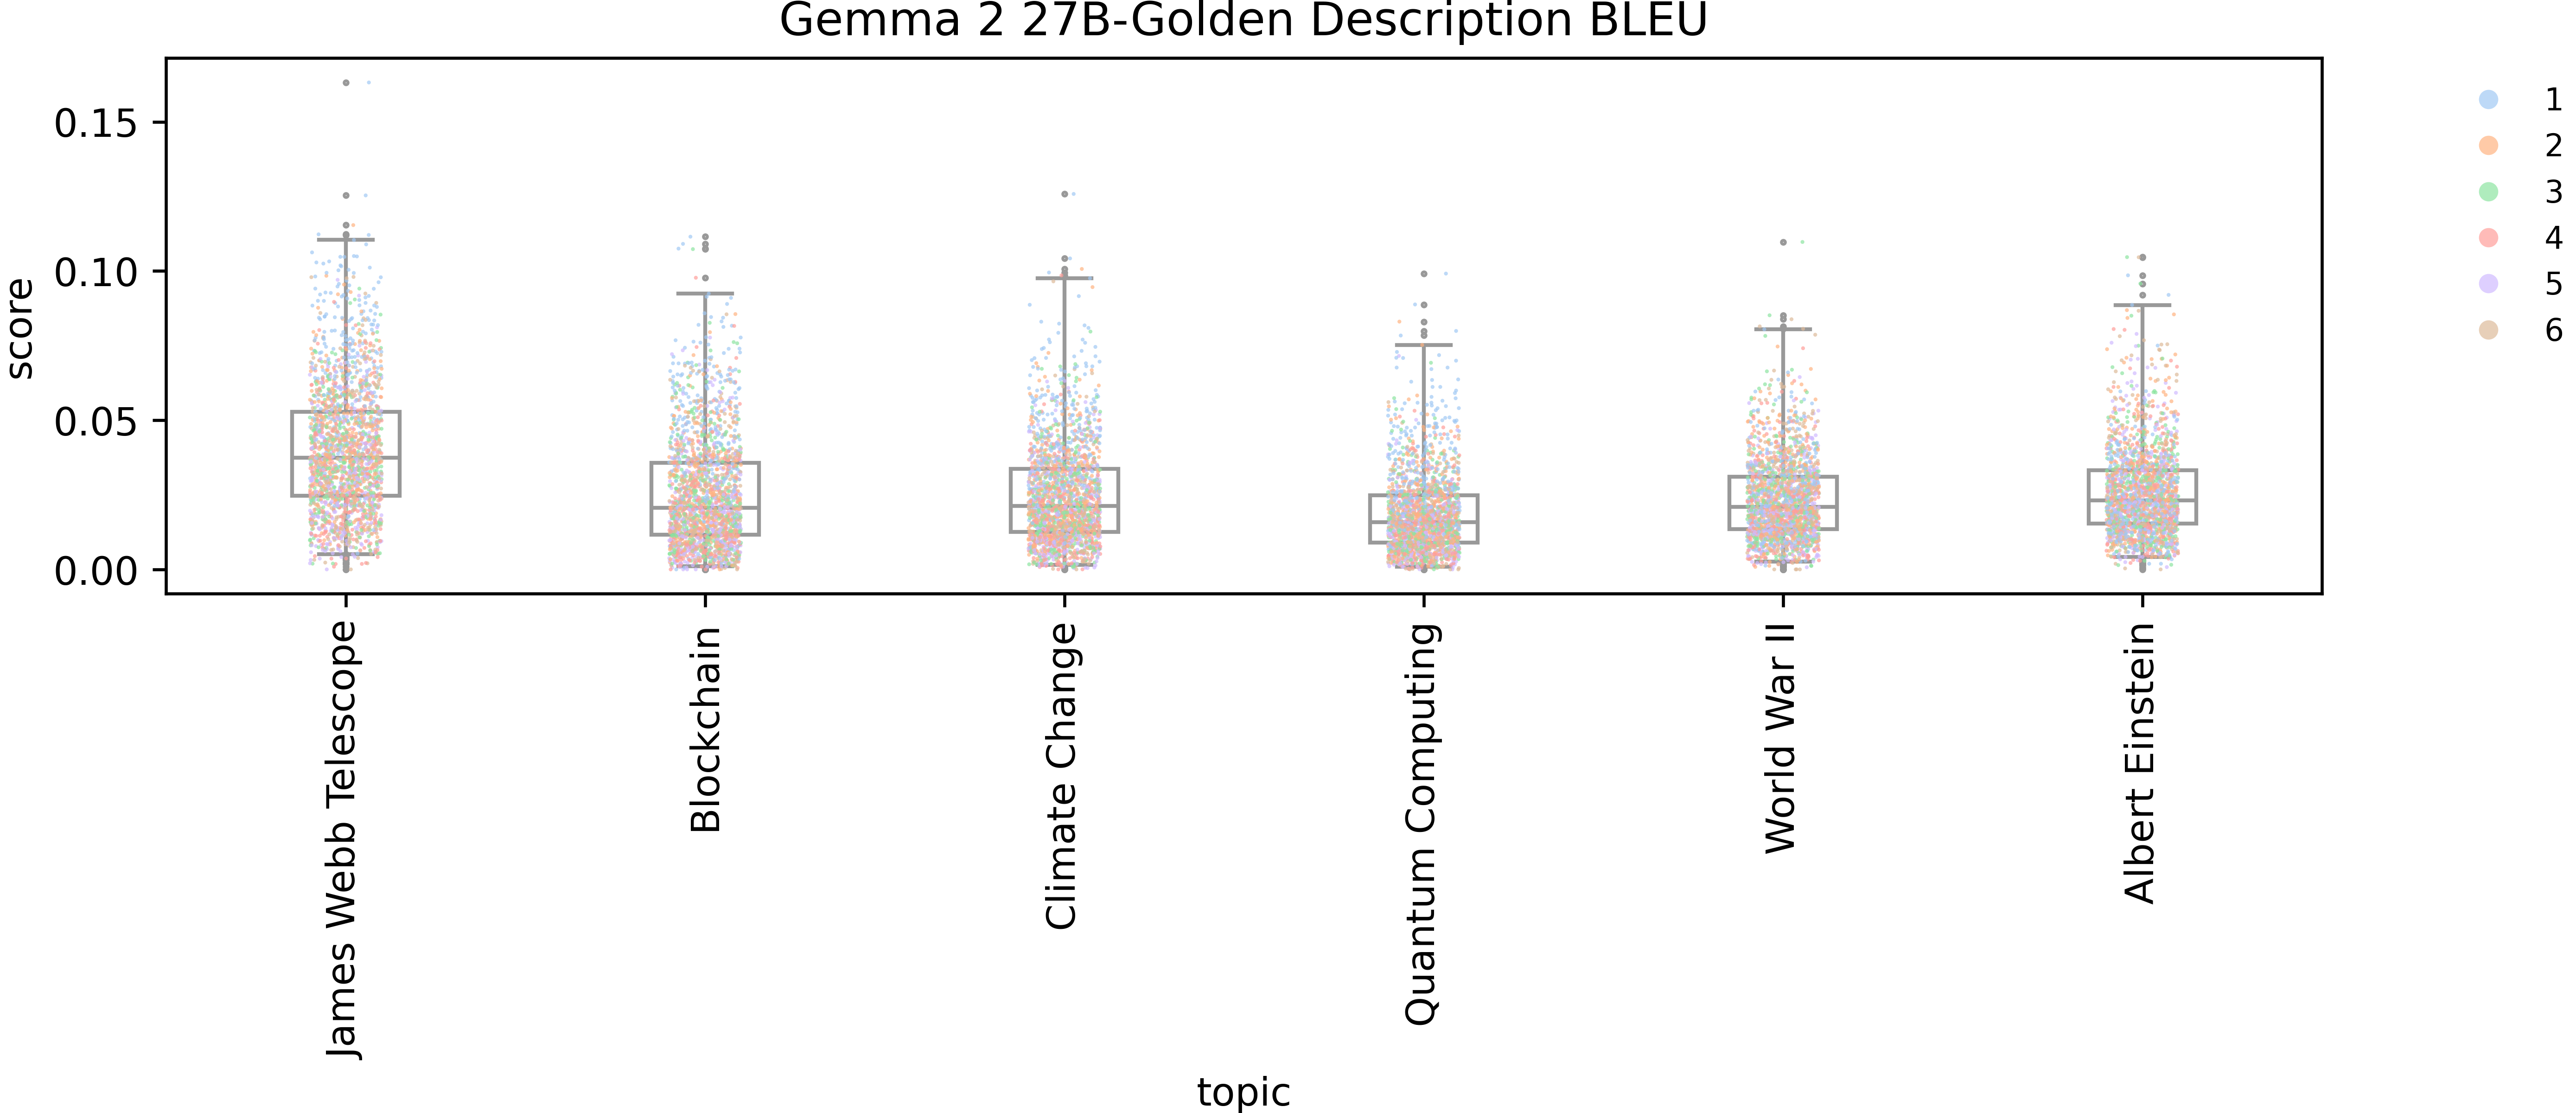 Gemma 2 27B-Golden Description BLEU
score
0.15
0.10
0.05
0.00
James Webb Telescope
Blockchain
Climate Change
Quantum Computing
World War II
Albert Einstein
topic
1
2
3
4
5
6